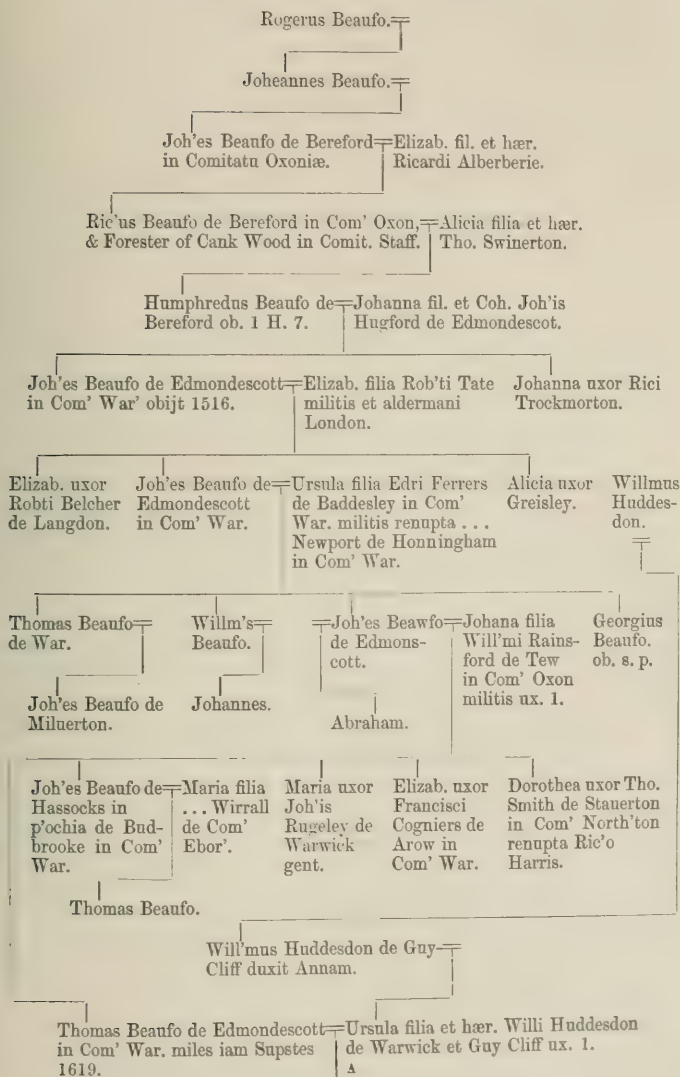 Rogerus Beaufo.
Joheannes Beaufo.
Joh'es Beaufo de Bereford
in Comitatu Oxoniæ.
Elizab. fil. et hær.
Ricardi Alberberie.
Ric'us Beaufo de Bereford in Com' Oxon,
& Forester of Cank Wood in Comit. Staff.
Alicia filia et hær.
Tho. Swinerton.
Humphredus Beaufo de
Bereford ob. 1 H. 7.
Johanna fil. et Coh. Joh'is
Hugford de Edmondescot.
Joh'es Beaufo de Edmondescott
in Com' War' obijt 1516.
Elizab. filia Rob'ti Tate
militis et aldermani
London.
Johanna uxor Rici
Trockmorton.
Elizab. uxor
Robti Belcher
de Langdon.
Joh'es Beaufo de
Edmondescott
in Com' War.
Ursula filia Edri Ferrers
de Baddesley in Com'
War. militis renupta . . .
Newport de Honningham
in Com' War.
Alicia uxor
Greisley.
Willmus
Huddes-
don.
Thomas Beaufo
de War.
Willm's
Beaufo.
Joh'es Beawfo
de Edmons-
cott.
Johana filia
Will'mi Rains-
ford de Tew
in Com' Oxon
militis ux. 1.
Georgius
Beaufo.
ob. s. p.
Joh'es Beaufo de
Miluerton.
Johannes.
Abraham.
Joh'es Beaufo de
Hassocks in
p'ochia de Bud-
brooke in Com'
War.
Maria filia
. . . Wirrall
de Com'
Ebor'.
Maria uxor
Joh'is
Rugeley de
Warwick
gent.
Elizab. uxor
Francisci
Cogniers de
Arow in
Com' War.
Dorothea uxor Tho.
Smith de Stauerton
in Com' North'ton
renupta Ric'o
Harris.
Thomas Beaufo.
Will'mus Huddesdon de Guy-
Cliff duxit Annam.
Thomas Beaufo de Edmondescott
in Com' War. miles iam Supstes
1619.
Ursula filia et hær. Willi Huddesdon
de Warwick et Guy Cliff ux. 1.
A